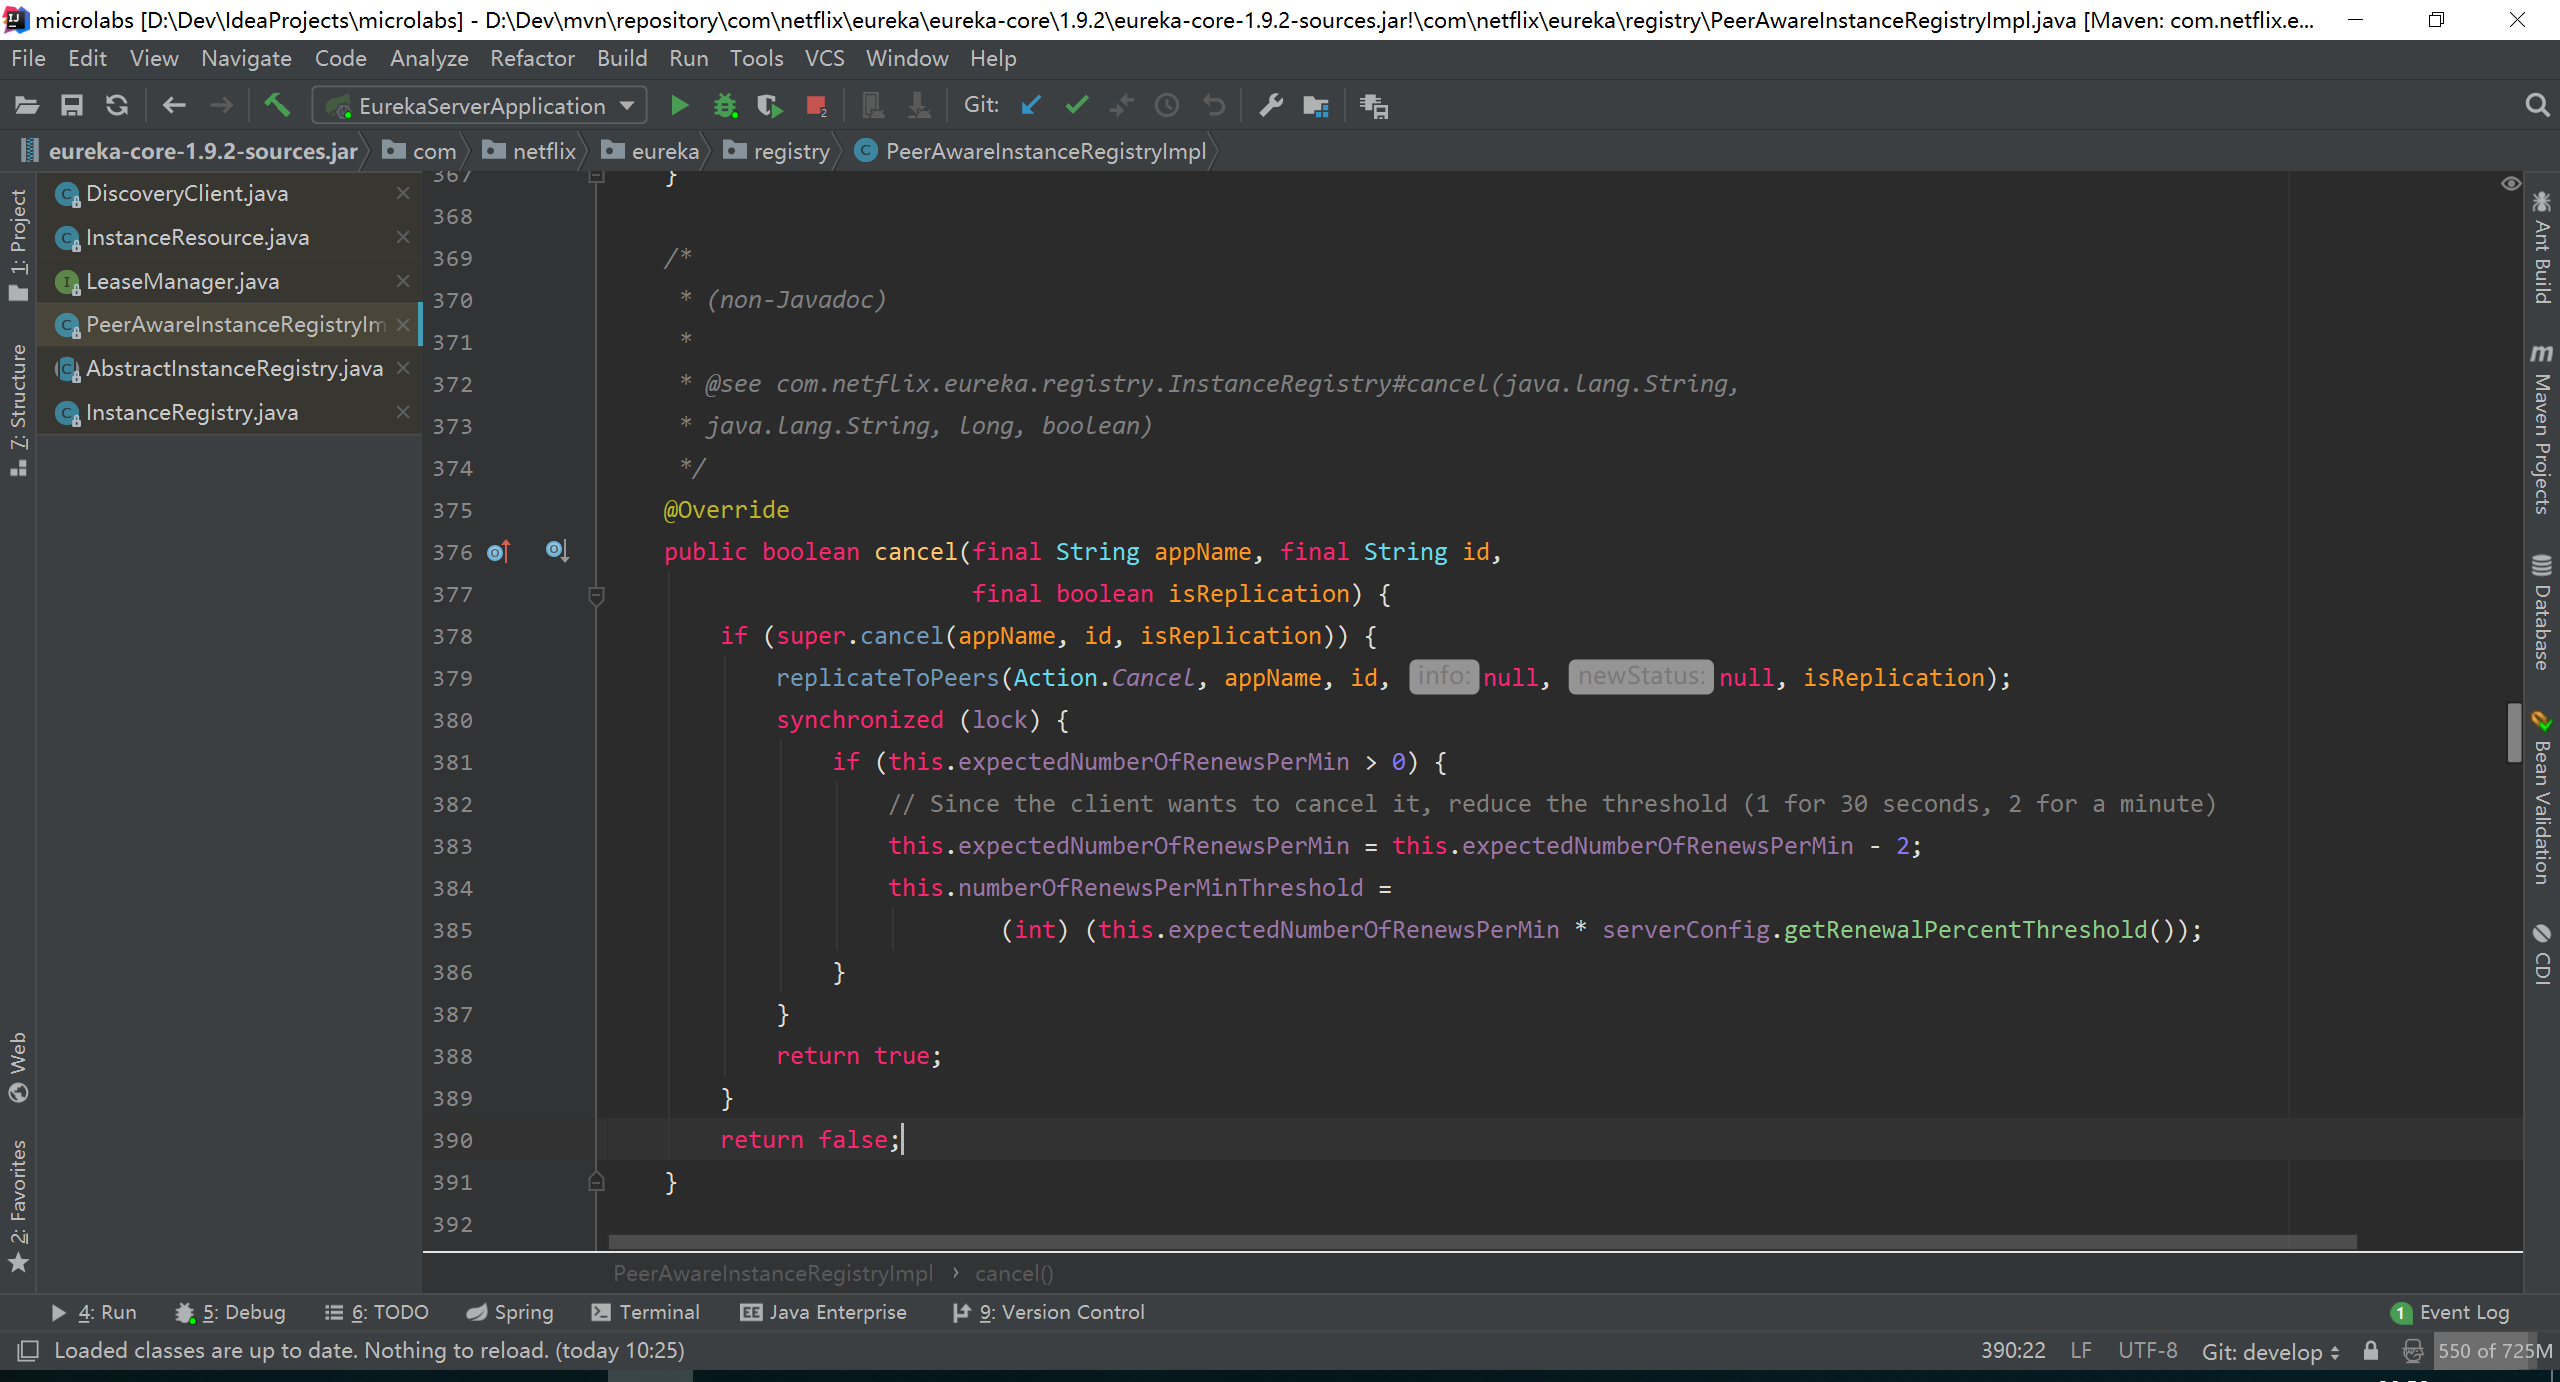 microlabs [D:\Dev\IdeaProjects\microlabs] - D:\Dev\mvn\repository\com\netflix\eureka\eureka-core\1.9.2\eureka-core-1.9.2-sources.jar!\com\netflix\eureka\registry\PeerAwareInstanceRegistryImpl.java [Maven: com.netflix.e...
File Edit View Navigate Code Analyze Refactor Build Run Tools VCS Window Help
EurekaServerApplication 2 Git:
eureka-core-1.9.2-sources.jar com netflix eureka registry PeerAwareInstanceRegistryImpl
1: Project
Z: Structure
Web
2: Favorites
DiscoveryClient.java
InstanceResource.java
LeaseManager.java
PeerAwareInstanceRegistryIm
AbstractInstanceRegistry.java
InstanceRegistry.java
367 }
368
369 /*
370 * (non-Javadoc)
371 *
372 * @see com.netflix.eureka.registry.InstanceRegistry#cancel(java.lang.String,
373 * java.lang.String, long, boolean)
374 */
375 @Override
376 public boolean cancel(final String appName, final String id,
377 final boolean isReplication) {
378 if (super.cancel(appName, id, isReplication)) {
379 replicateToPeers(Action.Cancel, appName, id, info: null, newStatus: null, isReplication);
380 synchronized (lock) {
381 if (this.expectedNumberOfRenewsPerMin > 0) {
382 // Since the client wants to cancel it, reduce the threshold (1 for 30 seconds, 2 for a minute)
383 this.expectedNumberOfRenewsPerMin = this.expectedNumberOfRenewsPerMin - 2;
384 this.numberOfRenewsPerMinThreshold =
385 (int) (this.expectedNumberOfRenewsPerMin * serverConfig.getRenewalPercentThreshold());
386 }
387 }
388 return true;
389 }
390 return false;
391 }
392
Ant Build
m Maven Projects
Database
Bean Validation
CDI
PeerAwareInstanceRegistryImpl › cancel()
4: Run 5: Debug 6: TODO Spring Terminal Java Enterprise 9: Version Control 1 Event Log
Loaded classes are up to date. Nothing to reload. (today 10:25) 390:22 LF UTF-8 Git: develop 550 of 725M